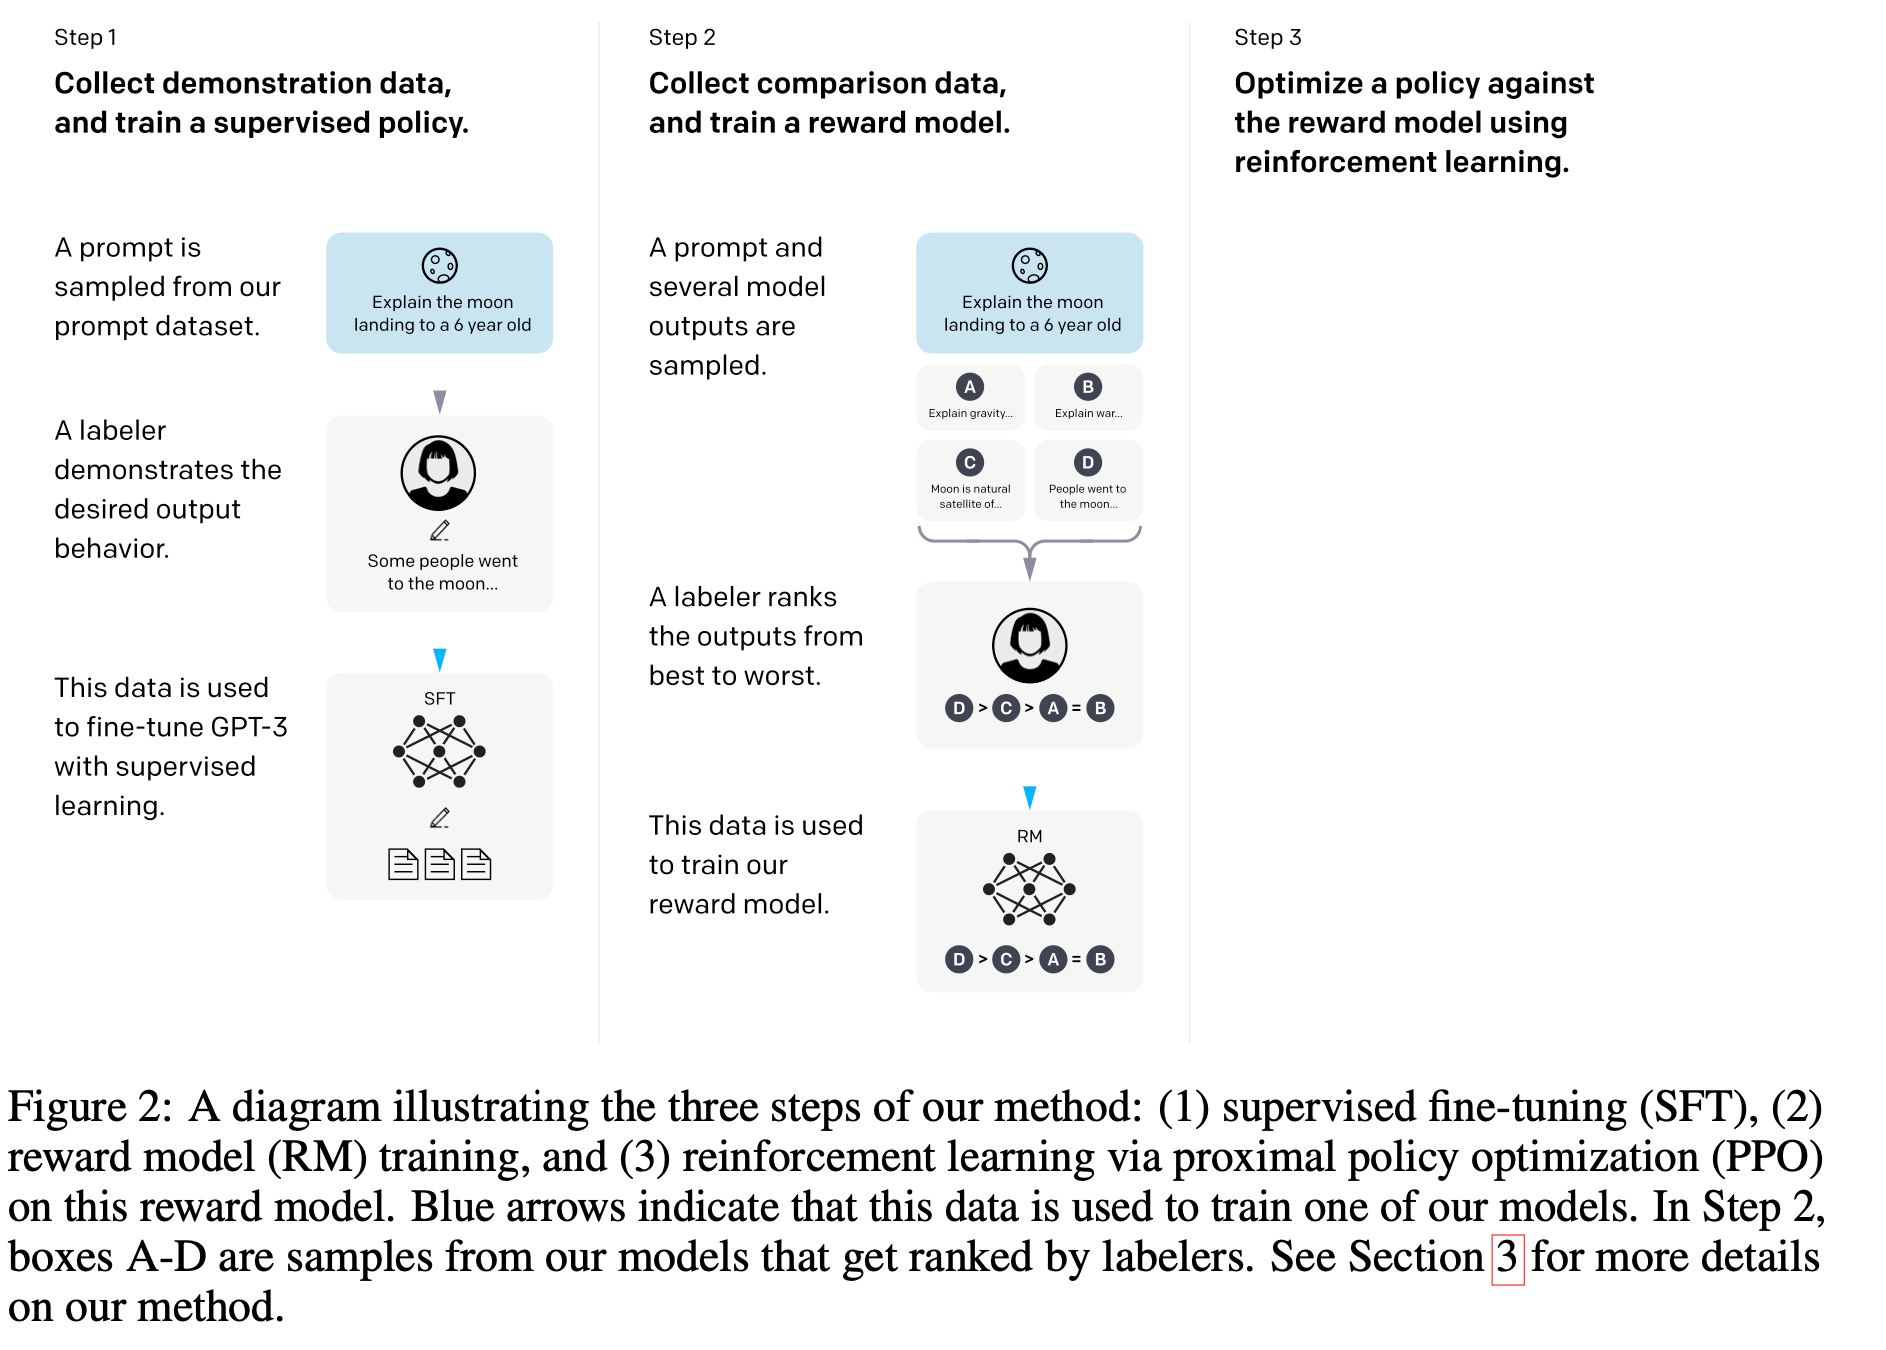 Step 1
Collect demonstration data,
and train a supervised policy.
A prompt is
sampled from our
prompt dataset.
Explain the moon
landing to a 6 year old
A labeler
demonstrates the
desired output
behavior.
Some people went
to the moon...
This data is used
to fine-tune GPT-3
with supervised
learning.
SFT
Step 2
Collect comparison data,
and train a reward model.
A prompt and
several model
outputs are
sampled.
Explain the moon
landing to a 6 year old
A
Explain gravity...
B
Explain war...
C
Moon is natural
satellite of...
D
People went to
the moon...
A labeler ranks
the outputs from
best to worst.
D > C > A = B
This data is used
to train our
reward model.
RM
D > C > A = B
Step 3
Optimize a policy against
the reward model using
reinforcement learning.
Figure 2: A diagram illustrating the three steps of our method: (1) supervised fine-tuning (SFT), (2)
reward model (RM) training, and (3) reinforcement learning via proximal policy optimization (PPO)
on this reward model. Blue arrows indicate that this data is used to train one of our models. In Step 2,
boxes A-D are samples from our models that get ranked by labelers. See Section 3 for more details
on our method.